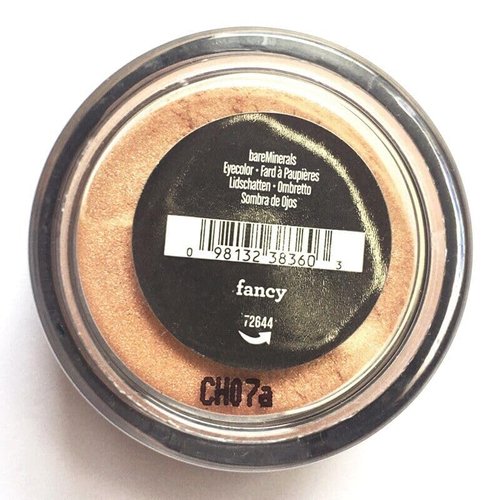 bareMinerals
Eyecolor • Fard à Paupières
Lidschatten • Ombretto
Sombra de Ojos
0 98132 38360 3
fancy
72644
CH07a